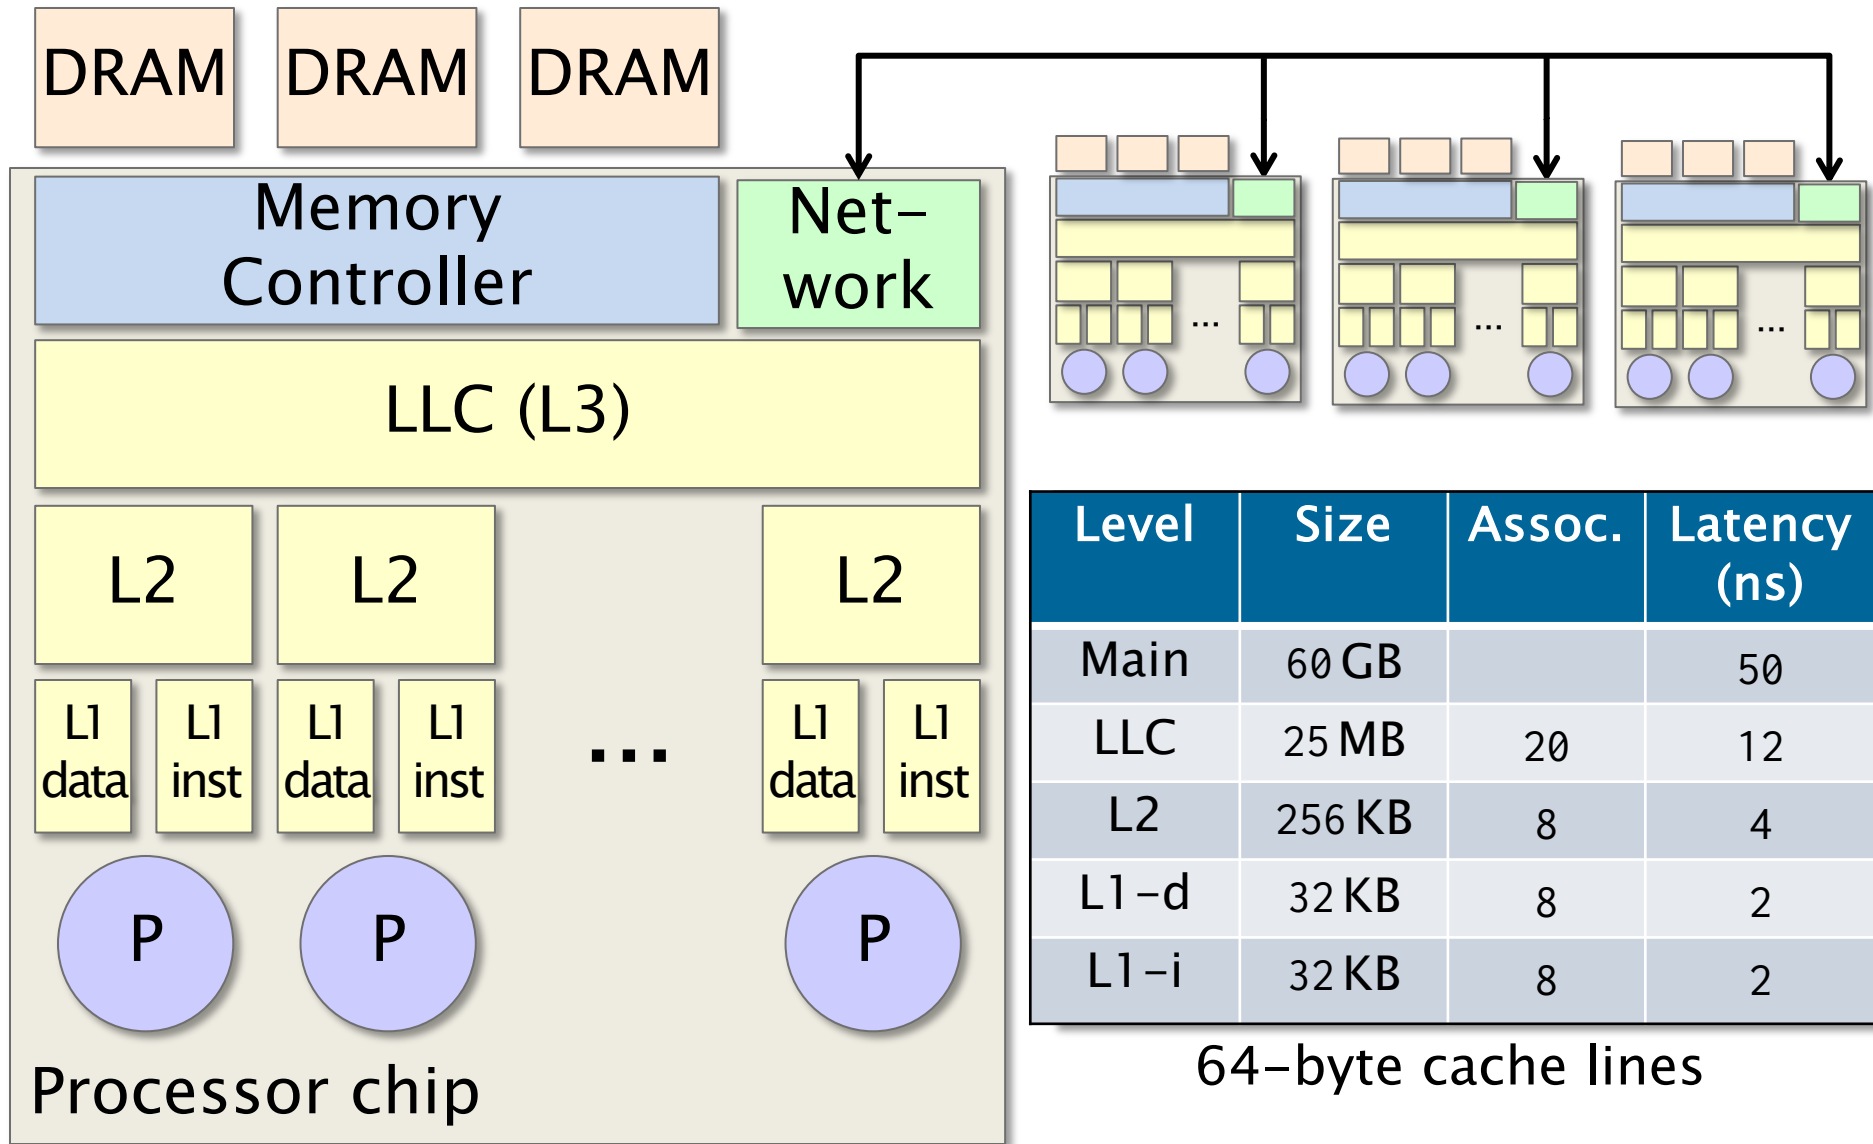 DRAM DRAM DRAM
Memory
Controller
Net-
work
LLC (L3)
L2 L2 L2
L1 L1 L1 L1 L1 L1
data inst data inst ... data inst
P P P
Processor chip
... ... ...
Level Size Assoc. Latency
(ns)
Main 60 GB 50
LLC 25 MB 20 12
L2 256 KB 8 4
L1-d 32 KB 8 2
L1-i 32 KB 8 2
64-byte cache lines